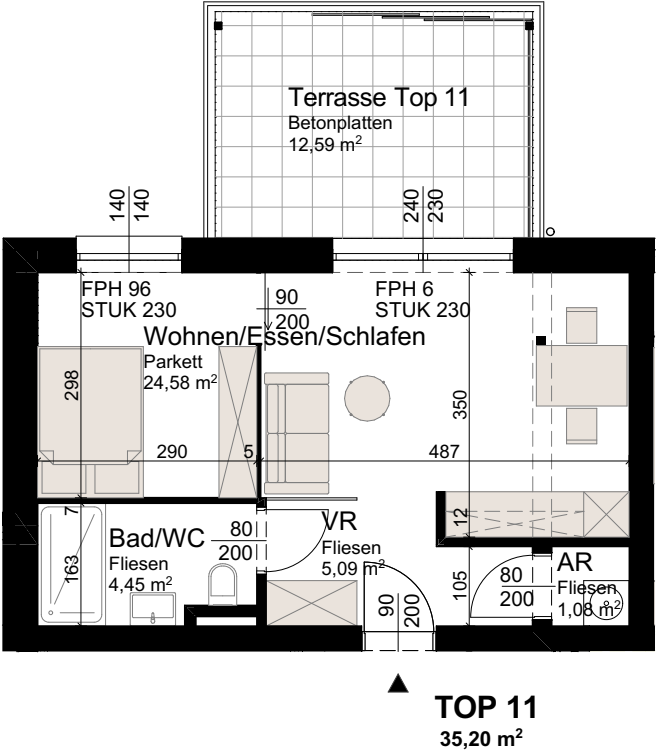 Terrasse Top 11
Betonplatten
12,59 m²
140
140
240
230
FPH 96
STUK 230
90
200
FPH 6
STUK 230
Wohnen/Essen/Schlafen
Parkett
24,58 m²
298
350
290
5
487
7
12
Bad/WC
Fliesen
4,45 m²
80
200
VR
Fliesen
5,09 m²
163
105
90
200
80
200
AR
Fliesen
1,08 m²
TOP 11
35,20 m²